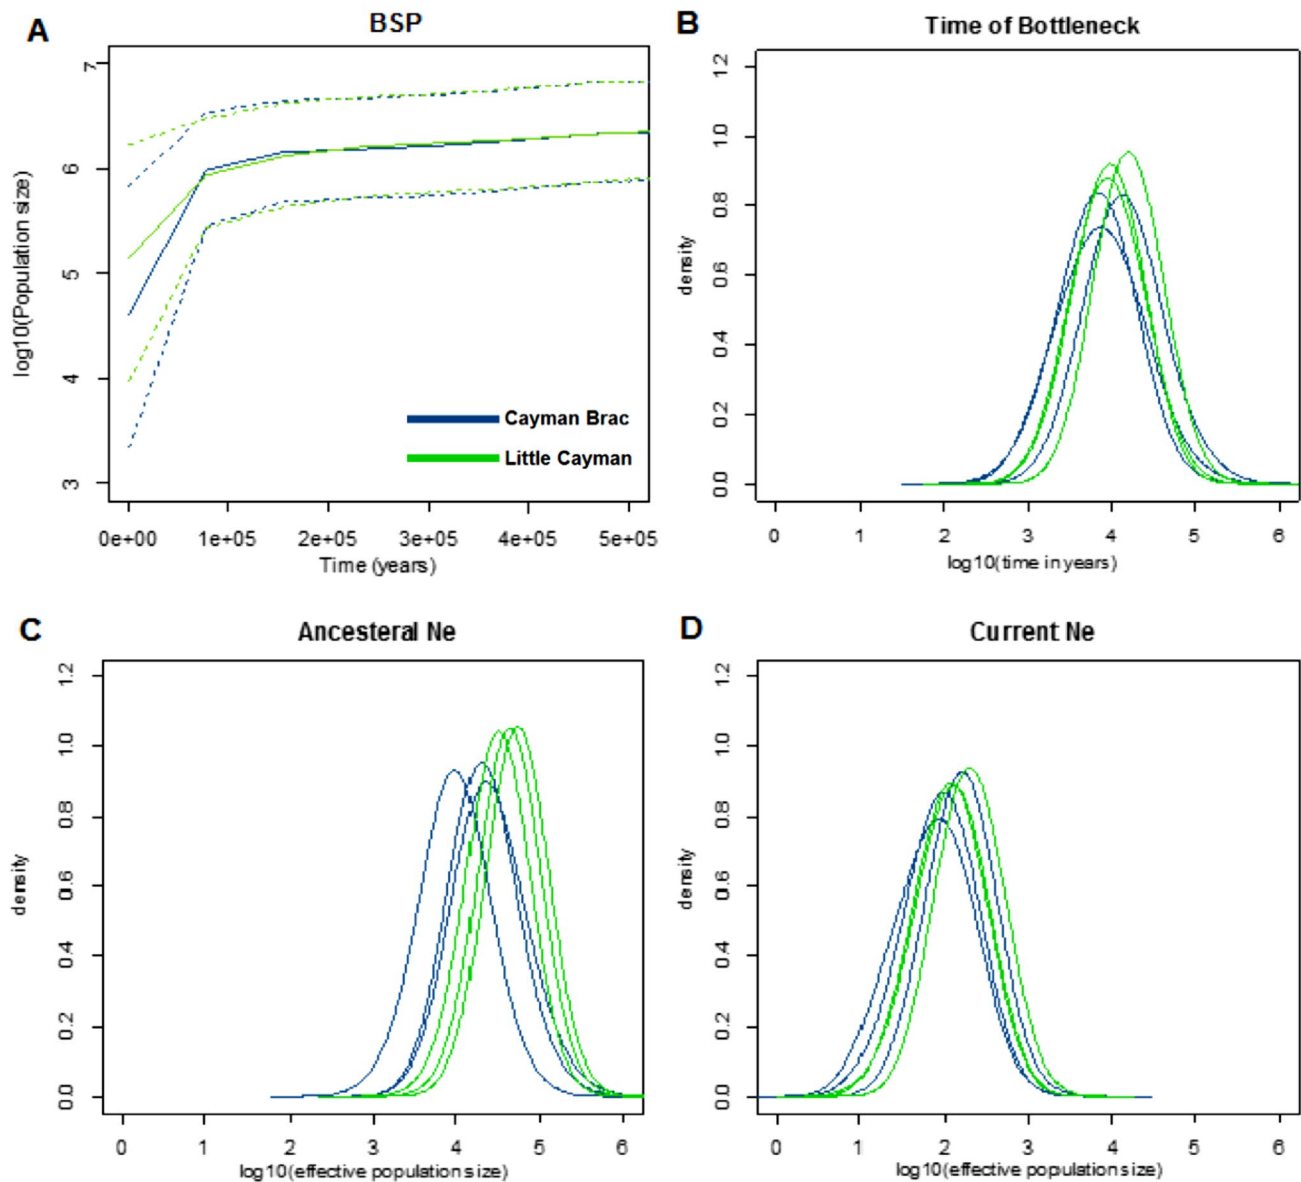 A
BSP
log10(Population size)
7
6
5
4
3
Cayman Brac
Little Cayman
0e+00 1e+05 2e+05 3e+05 4e+05 5e+05
Time (years)
B
Time of Bottleneck
density
1.2
1.0
0.8
0.6
0.4
0.2
0.0
0 1 2 3 4 5 6
log10(time in years)
C
Ancesteral Ne
density
1.2
1.0
0.8
0.6
0.4
0.2
0.0
0 1 2 3 4 5 6
log10(effective population size)
D
Current Ne
density
1.2
1.0
0.8
0.6
0.4
0.2
0.0
0 1 2 3 4 5 6
log10(effective population size)